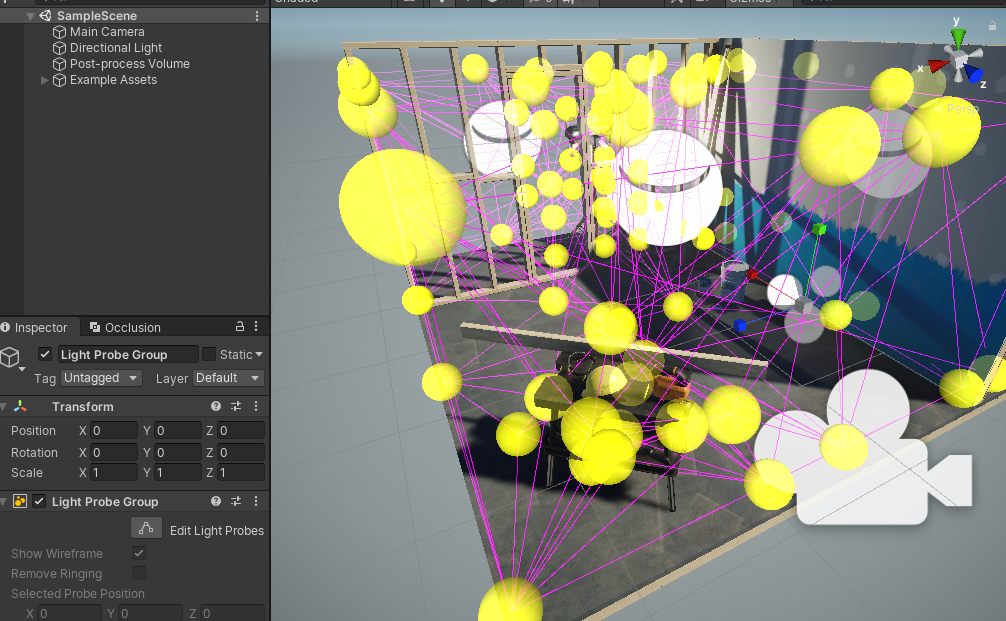 SampleScene
Main Camera
Directional Light
Post-process Volume
Example Assets
y
x
z
Persp
Inspector
Occlusion
Light Probe Group
Static
Tag
Untagged
Layer
Default
Transform
Position X 0 Y 0 Z 0
Rotation X 0 Y 0 Z 0
Scale X 1 Y 1 Z 1
Light Probe Group
Edit Light Probes
Show Wireframe
Remove Ringing
Selected Probe Position
X 0 Y 0 Z 0